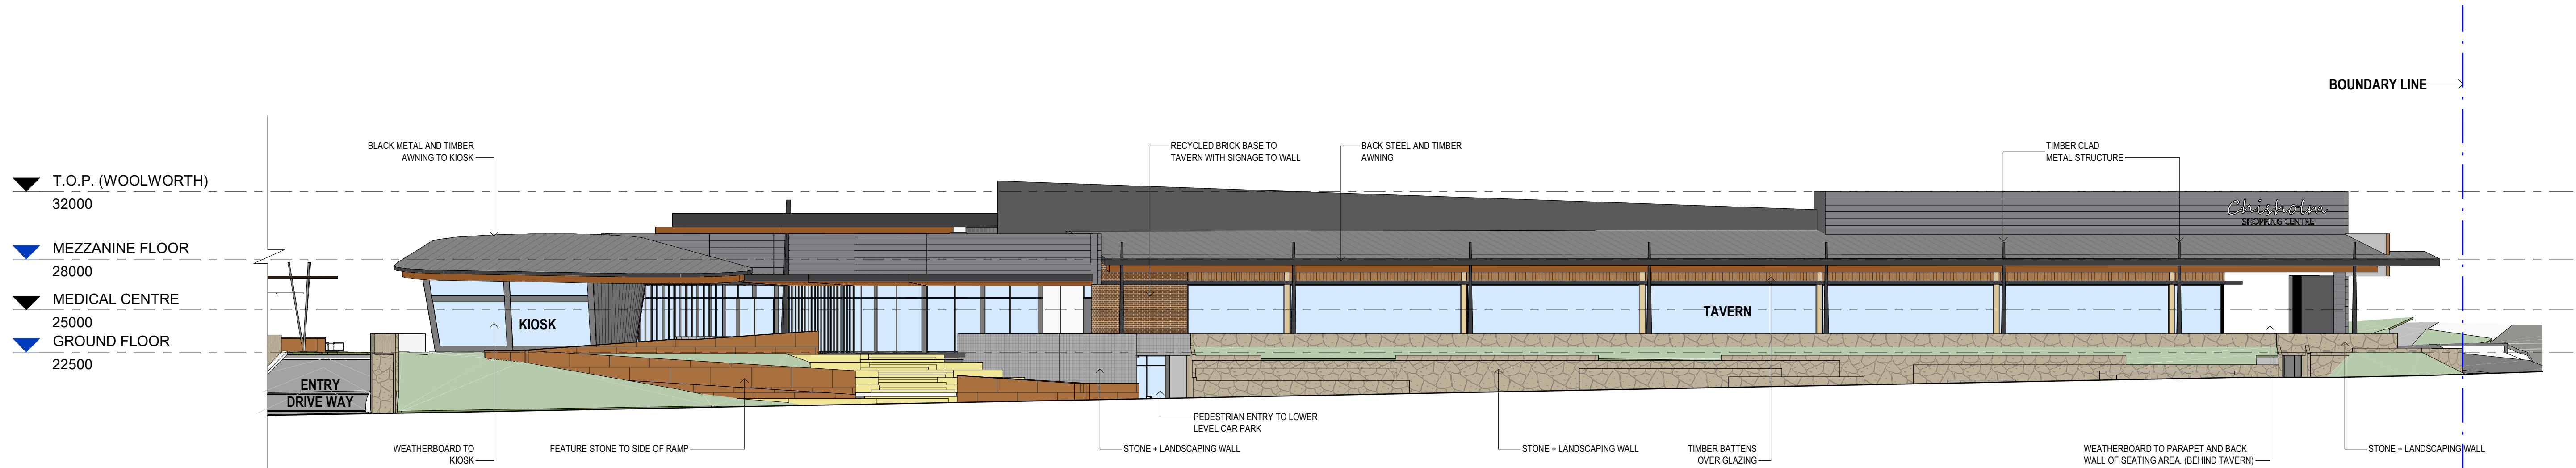 BOUNDARY LINE
BLACK METAL AND TIMBER
AWNING TO KIOSK
RECYCLED BRICK BASE TO
TAVERN WITH SIGNAGE TO WALL
BACK STEEL AND TIMBER
AWNING
TIMBER CLAD
METAL STRUCTURE
T.O.P. (WOOLWORTH)
32000
Chisholm
SHOPPING CENTRE
MEZZANINE FLOOR
28000
MEDICAL CENTRE
25000
KIOSK
TAVERN
GROUND FLOOR
22500
ENTRY
DRIVE WAY
PEDESTRIAN ENTRY TO LOWER
LEVEL CAR PARK
WEATHERBOARD TO
KIOSK
FEATURE STONE TO SIDE OF RAMP
STONE + LANDSCAPING WALL
STONE + LANDSCAPING WALL
TIMBER BATTENS
OVER GLAZING
WEATHERBOARD TO PARAPET AND BACK
WALL OF SEATING AREA. (BEHIND TAVERN)
STONE + LANDSCAPING WALL